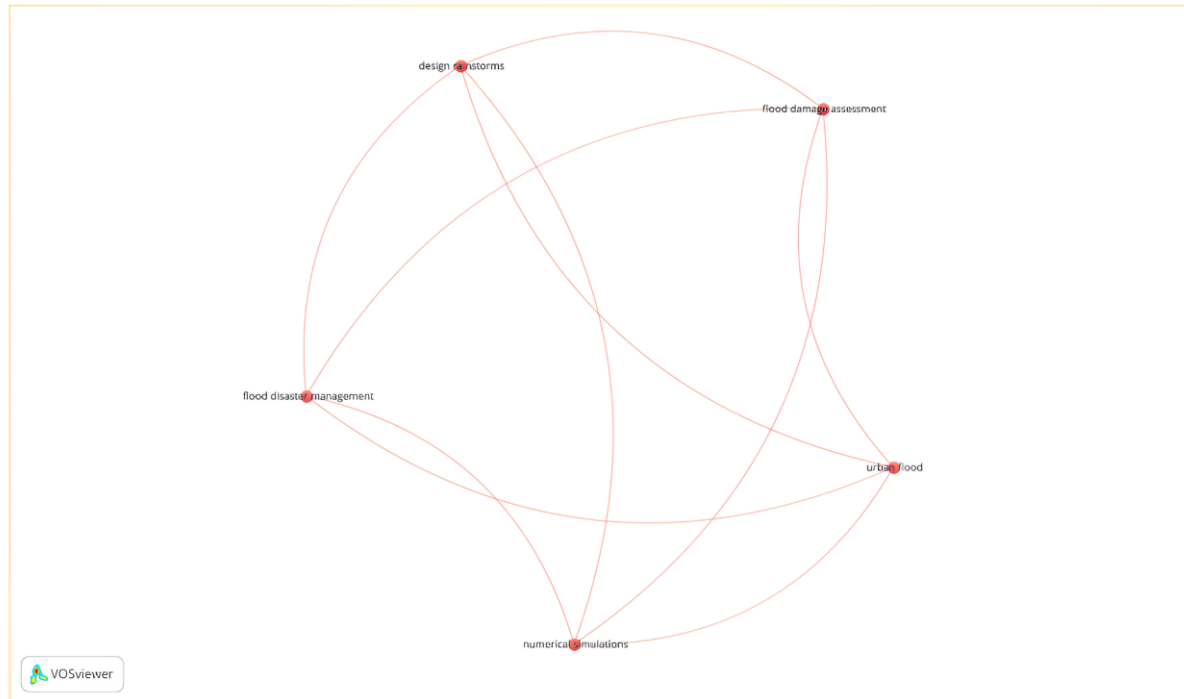 design rainstorms
flood damage assessment
flood disaster management
urban flood
numerical simulations
VOSviewer